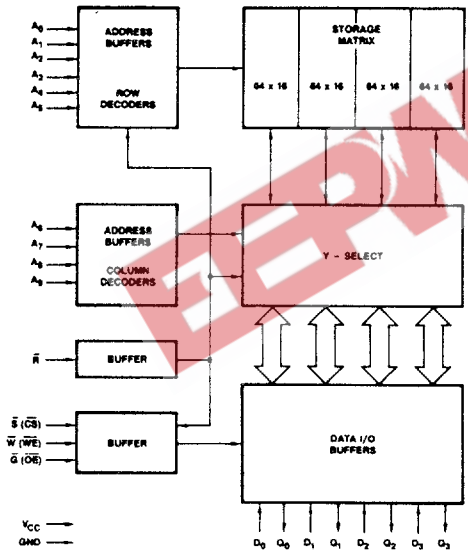 A₀
A₁
A₂
A₃
A₄
A₅
ADDRESS
BUFFERS
ROW
DECODERS
STORAGE
MATRIX
64 x 16 64 x 16 64 x 16 64 x 16
A₆
A₇
A₈
A₉
ADDRESS
BUFFERS
COLUMN
DECODERS
Y - SELECT
R̅
BUFFER
S̅ (C̅S̅)
W̅ (W̅E̅)
G̅ (O̅E̅)
BUFFER
DATA I/O
BUFFERS
V_CC
GND
D₀ Q₀ D₁ Q₁ D₂ Q₂ D₃ Q₃
EEPW